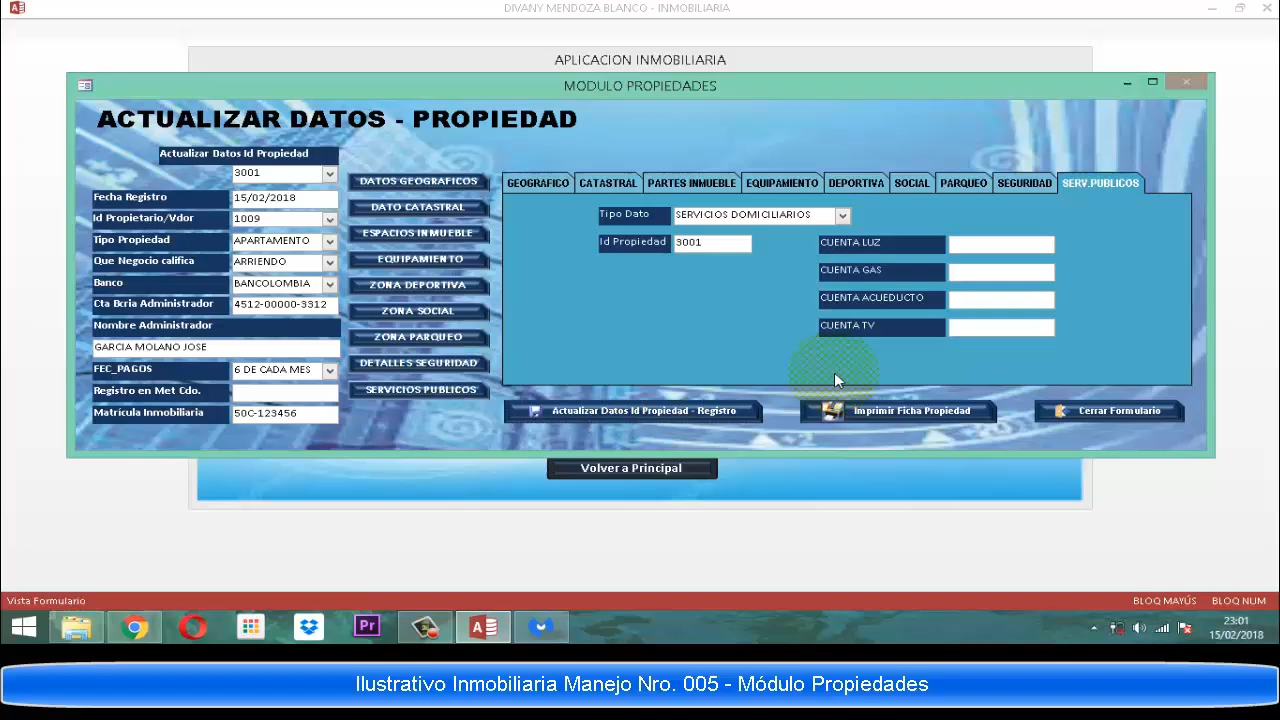 DIVANY MENDOZA BLANCO - INMOBILIARIA
APLICACION INMOBILIARIA
MODULO PROPIEDADES
ACTUALIZAR DATOS - PROPIEDAD
Actualizar Datos Id Propiedad
3001
Fecha Registro 15/02/2018
Id Propietario/Vdor 1009
Tipo Propiedad APARTAMENTO
Que Negocio califica ARRIENDO
Banco BANCOLOMBIA
Cta Bcria Administrador 4512-00000-3312
Nombre Administrador
GARCIA MOLANO JOSE
FEC_PAGOS 6 DE CADA MES
Registro en Met Cdo.
Matrícula Inmobiliaria 50C-123456
DATOS GEOGRAFICOS
DATO CATASTRAL
ESPACIOS INMUEBLE
EQUIPAMIENTO
ZONA DEPORTIVA
ZONA SOCIAL
ZONA PARQUEO
DETALLES SEGURIDAD
SERVICIOS PUBLICOS
GEOGRAFICO CATASTRAL PARTES INMUEBLE EQUIPAMIENTO DEPORTIVA SOCIAL PARQUEO SEGURIDAD SERV.PUBLICOS
Tipo Dato SERVICIOS DOMICILIARIOS
Id Propiedad 3001
CUENTA LUZ
CUENTA GAS
CUENTA ACUEDUCTO
CUENTA TV
Actualizar Datos Id Propiedad - Registro Imprimir Ficha Propiedad Cerrar Formulario
Volver a Principal
Vista Formulario BLOQ MAYÚS BLOQ NUM
Pr
23:01
15/02/2018
Ilustrativo Inmobiliaria Manejo Nro. 005 - Módulo Propiedades